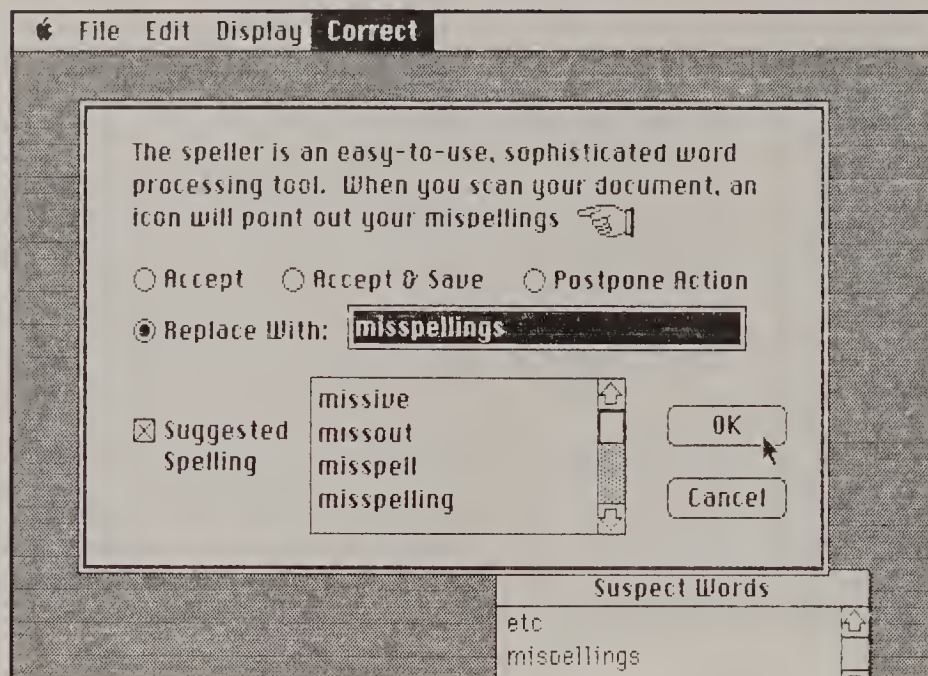 File Edit Display Correct
The speller is an easy-to-use, sophisticated word
processing tool. When you scan your document, an
icon will point out your mispellings
Accept Accept & Save Postpone Action
Replace With: misspellings
missive
Suggested missout
Spelling misspell
misspelling
OK
Cancel
Suspect Words
etc
mispellings